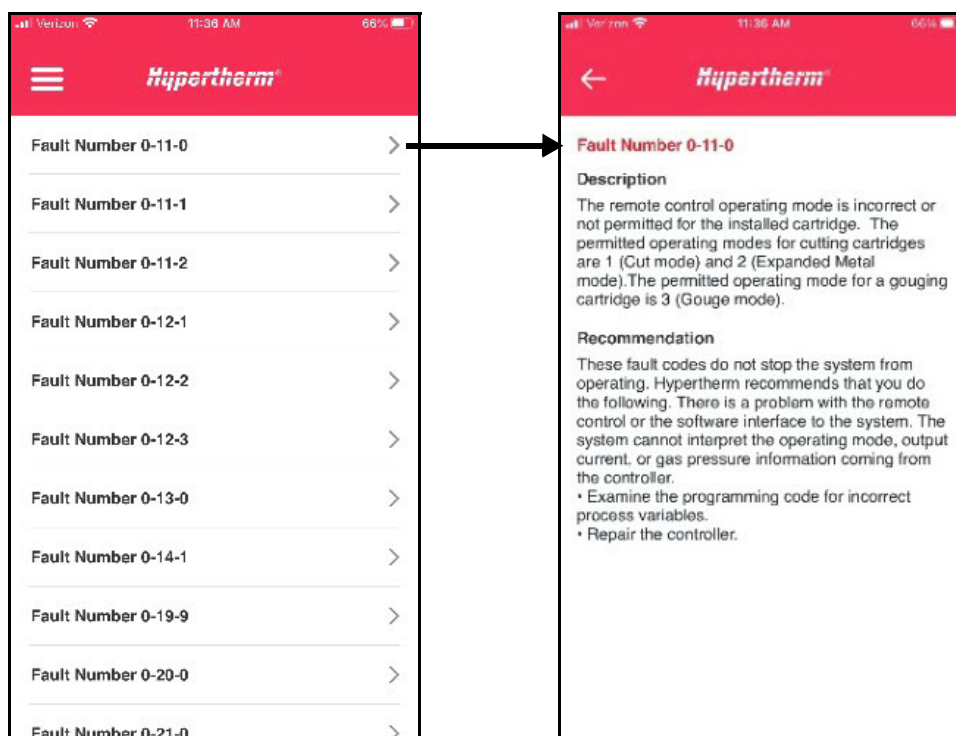 Verizon 11:36 AM 66%
Hypertherm®
Fault Number 0-11-0
Fault Number 0-11-1
Fault Number 0-11-2
Fault Number 0-12-1
Fault Number 0-12-2
Fault Number 0-12-3
Fault Number 0-13-0
Fault Number 0-14-1
Fault Number 0-19-9
Fault Number 0-20-0
Fault Number 0-21-0
Verizon 11:36 AM 66%
Hypertherm®
Fault Number 0-11-0
Description
The remote control operating mode is incorrect or
not permitted for the installed cartridge. The
permitted operating modes for cutting cartridges
are 1 (Cut mode) and 2 (Expanded Metal
mode).The permitted operating mode for a gouging
cartridge is 3 (Gouge mode).
Recommendation
These fault codes do not stop the system from
operating. Hypertherm recommends that you do
the following. There is a problem with the remote
control or the software interface to the system. The
system cannot interpret the operating mode, output
current, or gas pressure information coming from
the controller.
• Examine the programming code for incorrect
process variables.
• Repair the controller.